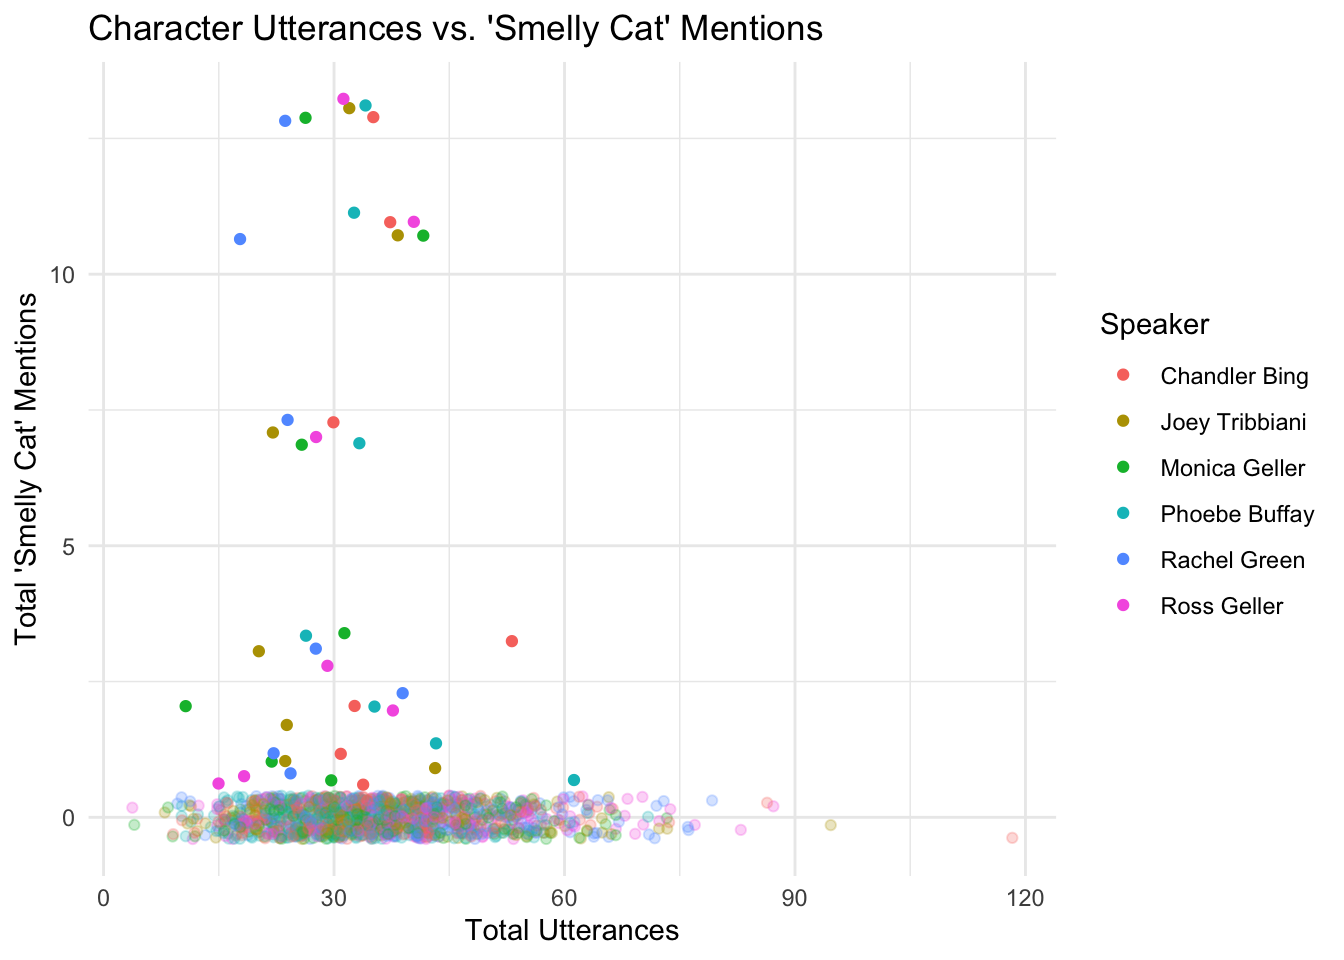 Character Utterances vs. 'Smelly Cat' Mentions
Total 'Smelly Cat' Mentions
10
5
0
0 30 60 90 120
Total Utterances
Speaker
Chandler Bing
Joey Tribbiani
Monica Geller
Phoebe Buffay
Rachel Green
Ross Geller